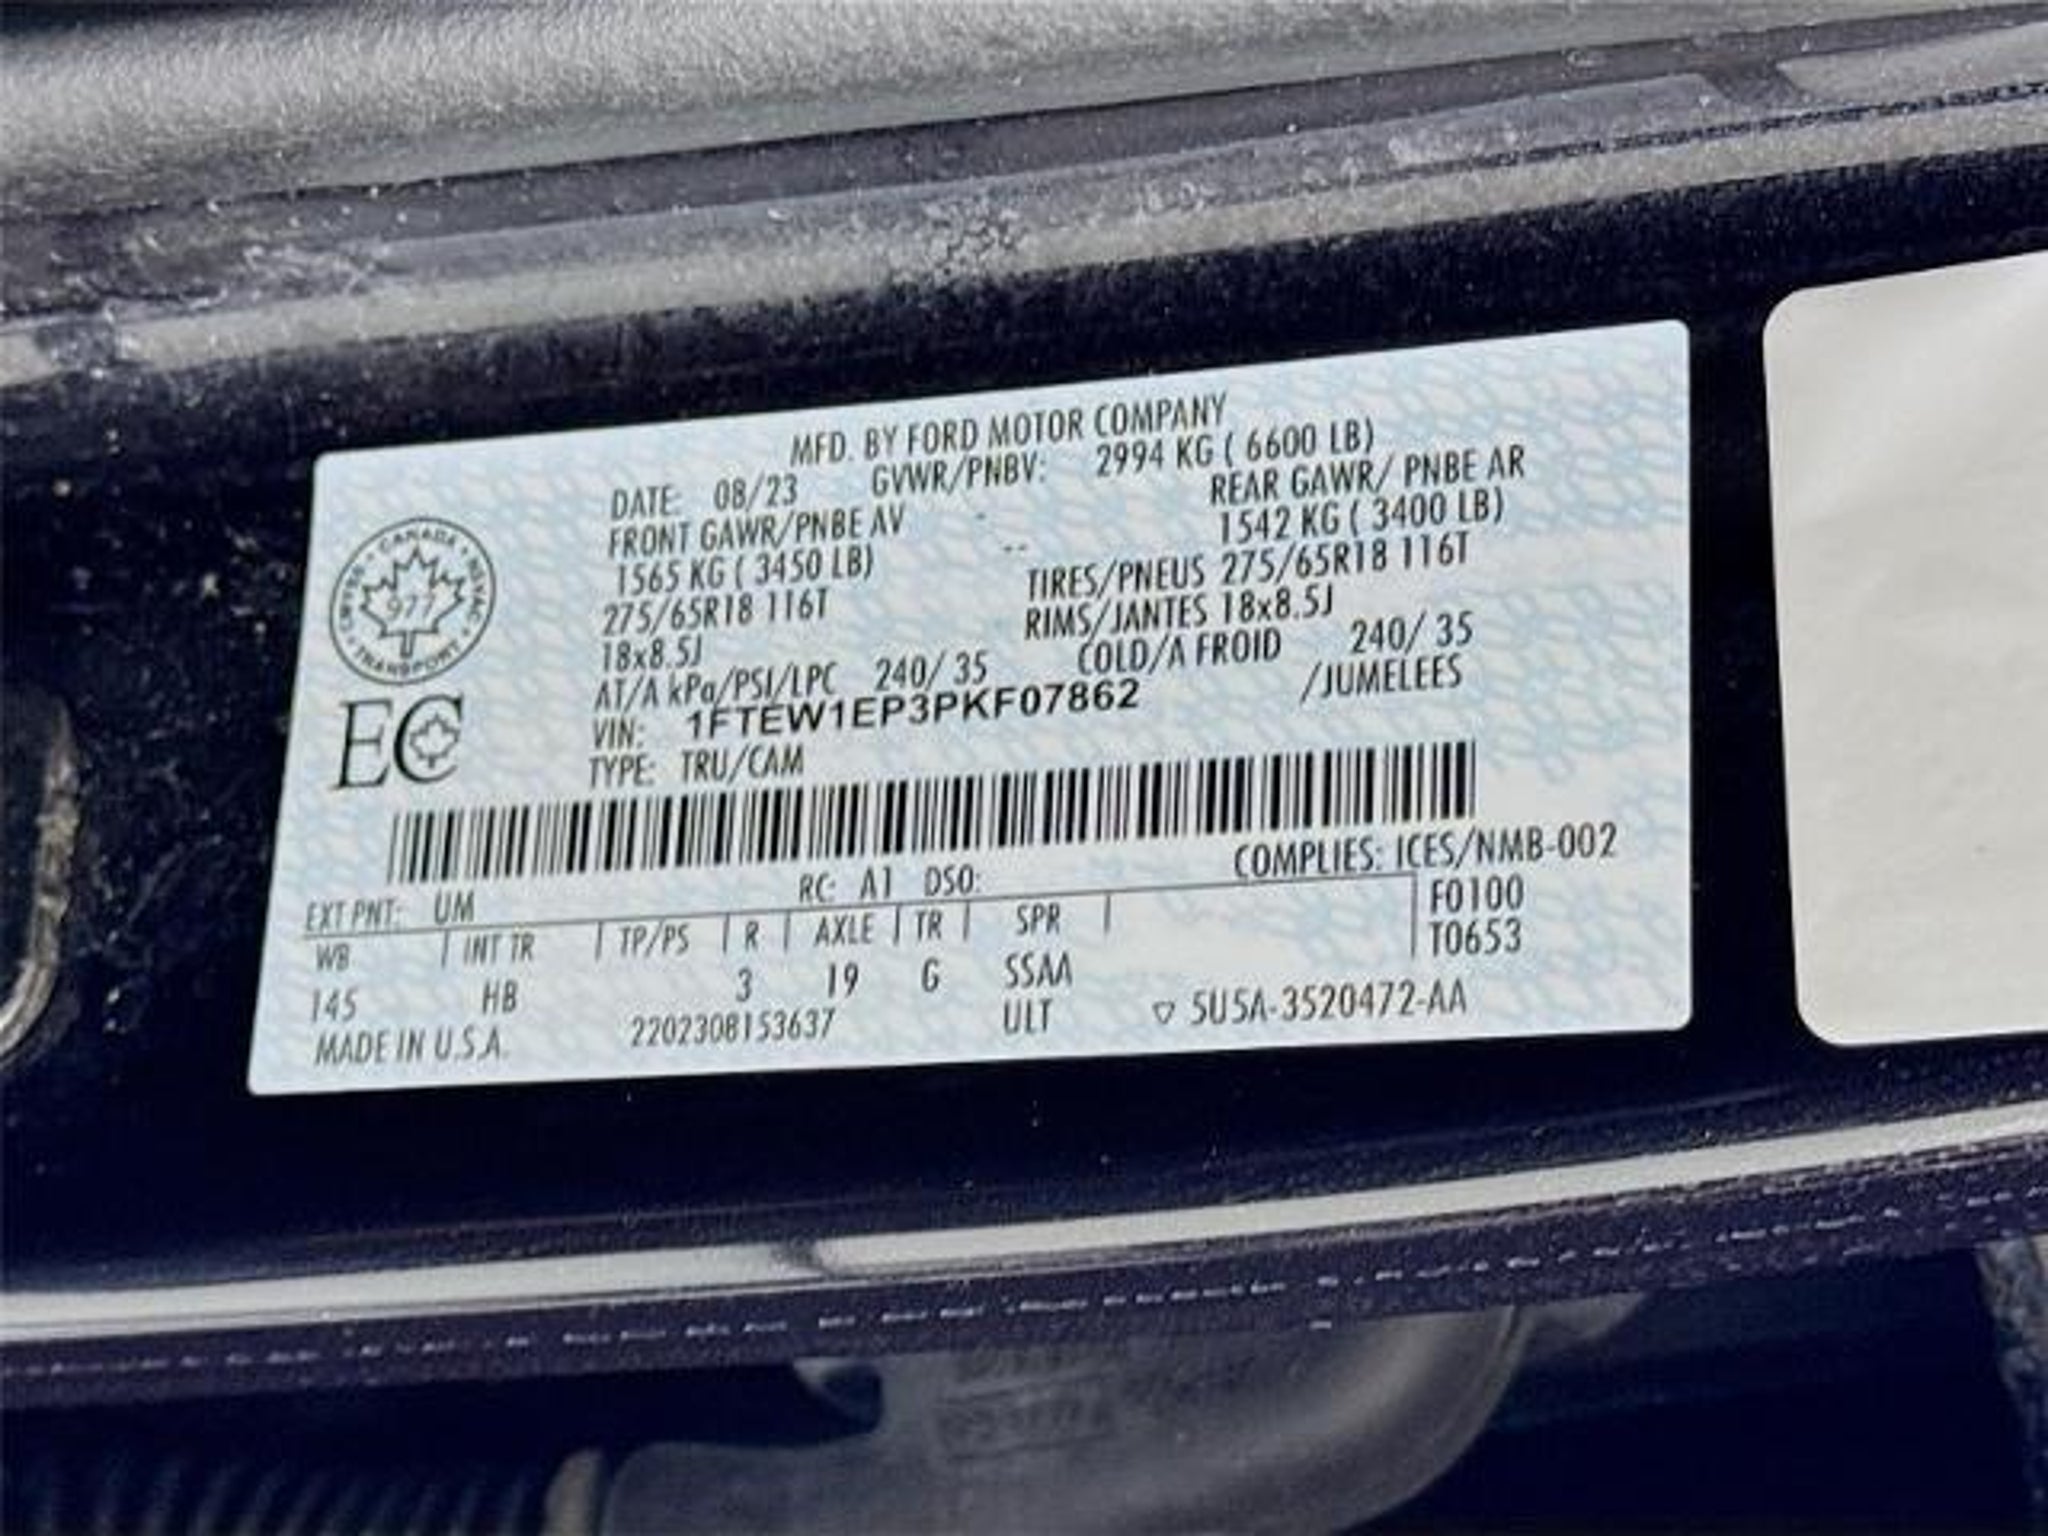 MFD. BY FORD MOTOR COMPANY
DATE: 08/23 GVWR/PNBV: 2994 KG ( 6600 LB)
FRONT GAWR/PNBE AV REAR GAWR/ PNBE AR
1565 KG ( 3450 LB) 1542 KG ( 3400 LB)
275/65R18 116T TIRES/PNEUS 275/65R18 116T
18x8.5J RIMS/JANTES 18x8.5J
AT/A kPa/PSI/LPC 240/ 35 COLD/A FROID 240/ 35
VIN: 1FTEW1EP3PKF07862 /JUMELEES
TYPE: TRU/CAM
CANADA
977
TRANSPORT
EC
COMPLIES: ICES/NMB-002
EXT PNT: UM RC: A1 DSO: F0100
WB INT TR TP/PS R AXLE TR SPR T0653
145 HB 3 19 G SSAA
MADE IN U.S.A. 2202308153637 ULT 5U5A-3520472-AA